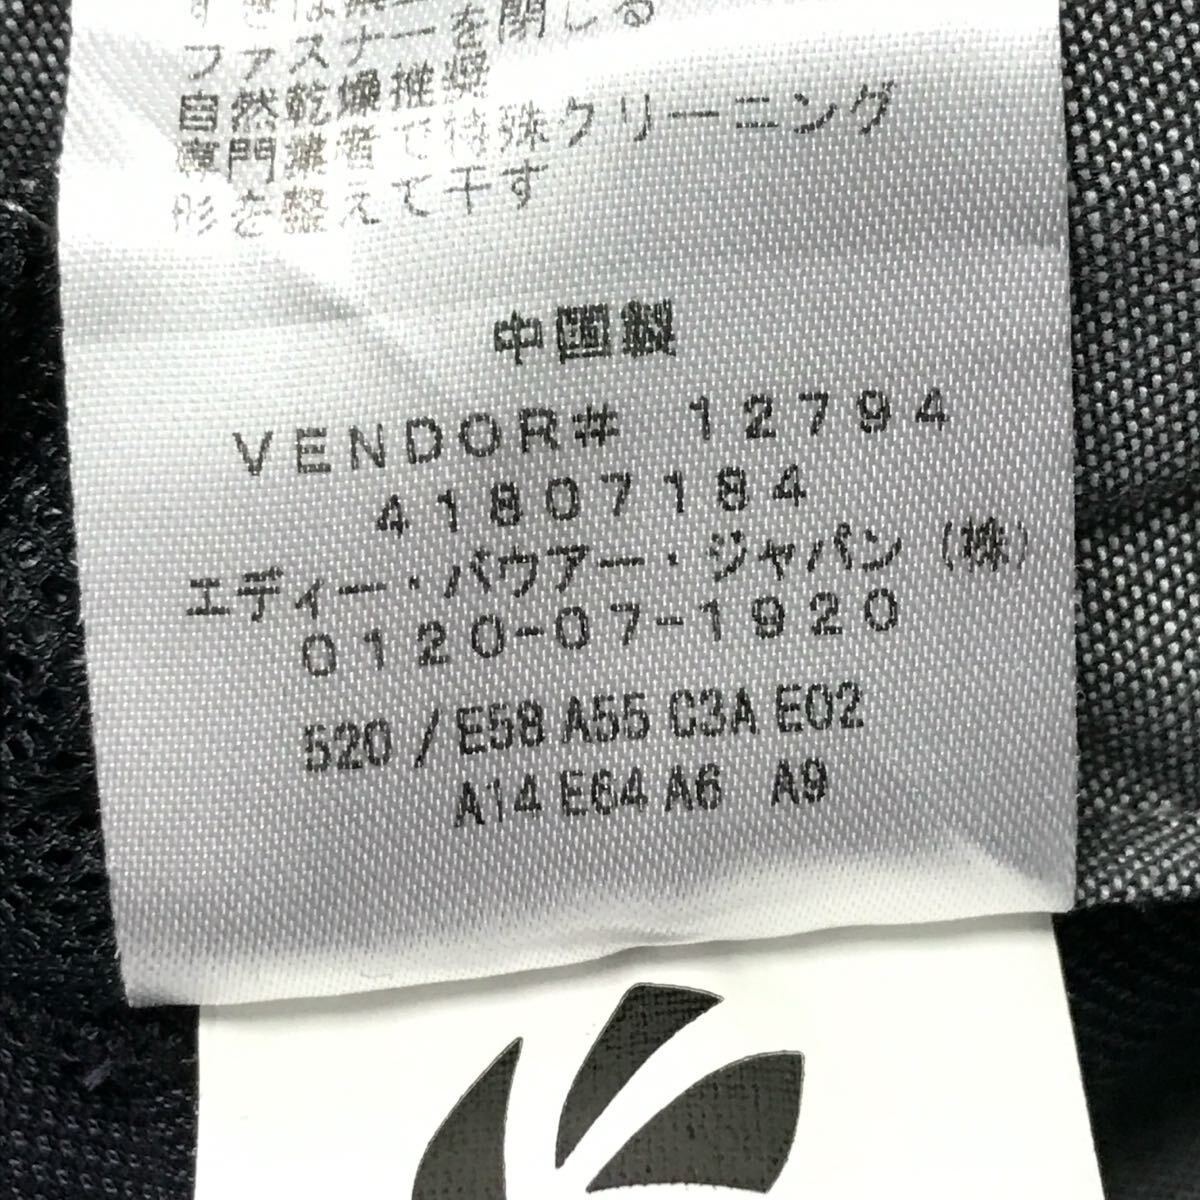 ファスナーを閉じる
自然乾燥推奨
専門業者で特殊クリーニング
形を整えて干す
中国製
VENDOR# 12794
41807184
エディー・バウアー・ジャパン(株)
0120-07-1920
520 / E58 A55 C3A E02
A14 E64 A6 A9